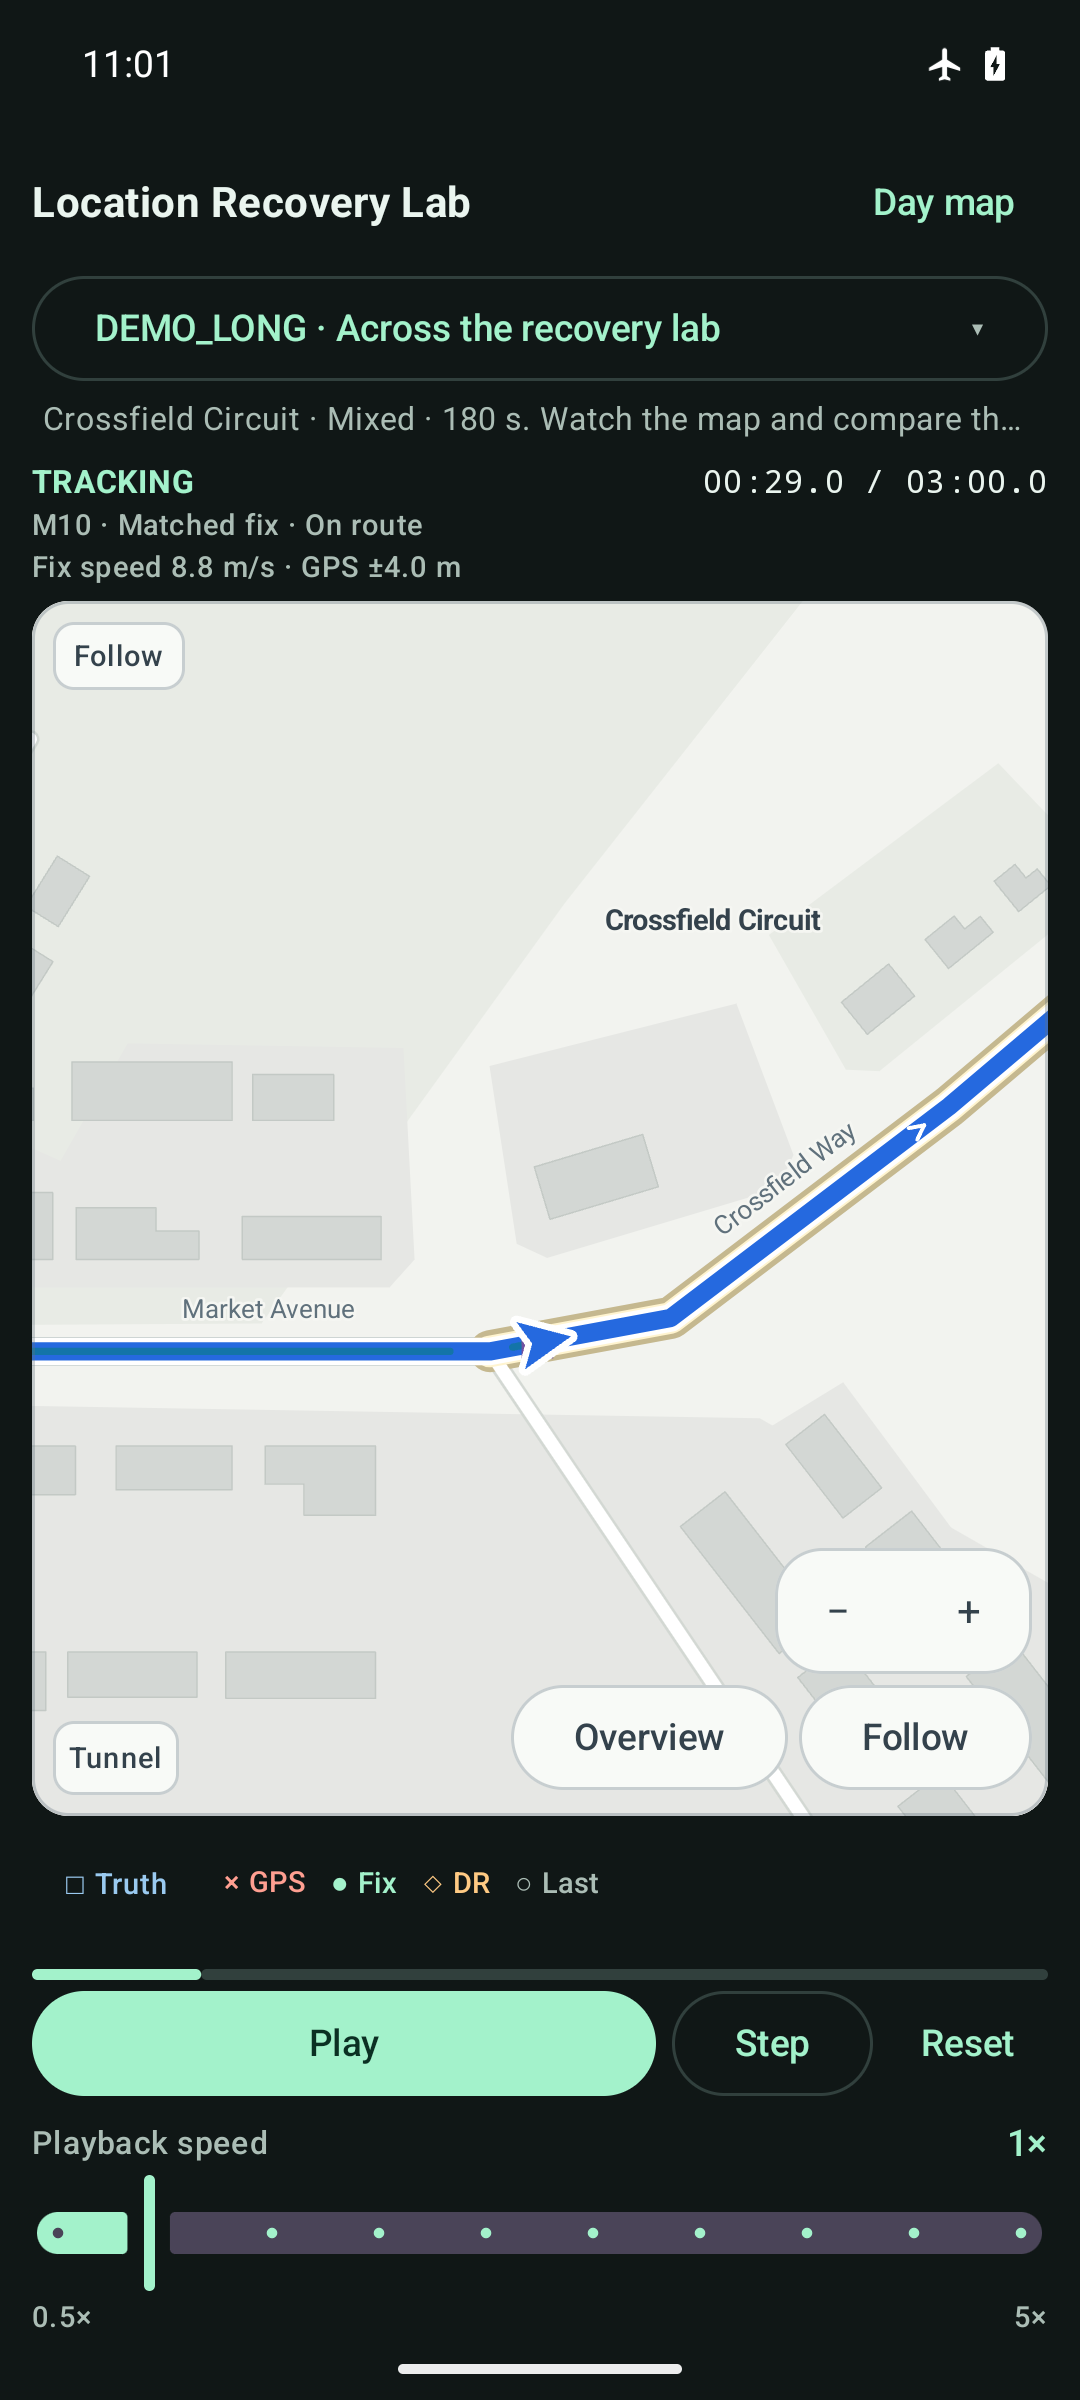 11:01
Location Recovery Lab
Day map
DEMO_LONG · Across the recovery lab
Crossfield Circuit · Mixed · 180 s. Watch the map and compare th…
TRACKING
00:29.0 / 03:00.0
M10 · Matched fix · On route
Fix speed 8.8 m/s · GPS ±4.0 m
Follow
Crossfield Circuit
Crossfield Way
Market Avenue
− +
Tunnel
Overview
Follow
□ Truth × GPS ● Fix ◇ DR ○ Last
Play
Step
Reset
Playback speed
1×
0.5×
5×